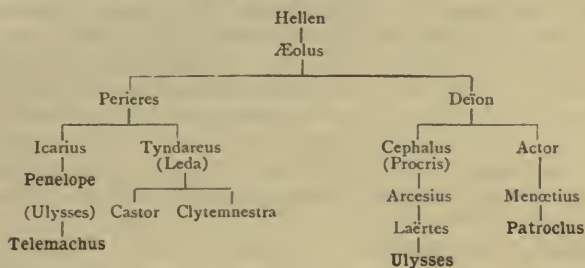 Hellen
Æolus
Perieres Deïon
Icarius Tyndareus Cephalus Actor
(Leda) (Procris)
Penelope
Arcesius Menœtius
(Ulysses) Castor Clytemnestra
Laërtes Patroclus
Telemachus
Ulysses